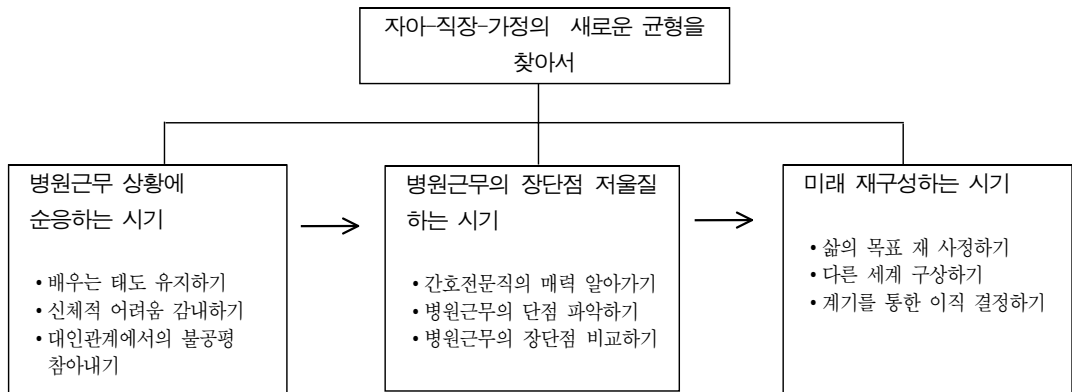 자아-직장-가정의 새로운 균형을
찾아서
병원근무 상황에
순응하는 시기
• 배우는 태도 유지하기
• 신체적 어려움 감내하기
• 대인관계에서의 불공평
참아내기
병원근무의 장단점 저울질
하는 시기
• 간호전문직의 매력 알아가기
• 병원근무의 단점 파악하기
• 병원근무의 장단점 비교하기
미래 재구성하는 시기
• 삶의 목표 재 사정하기
• 다른 세계 구상하기
• 계기를 통한 이직 결정하기